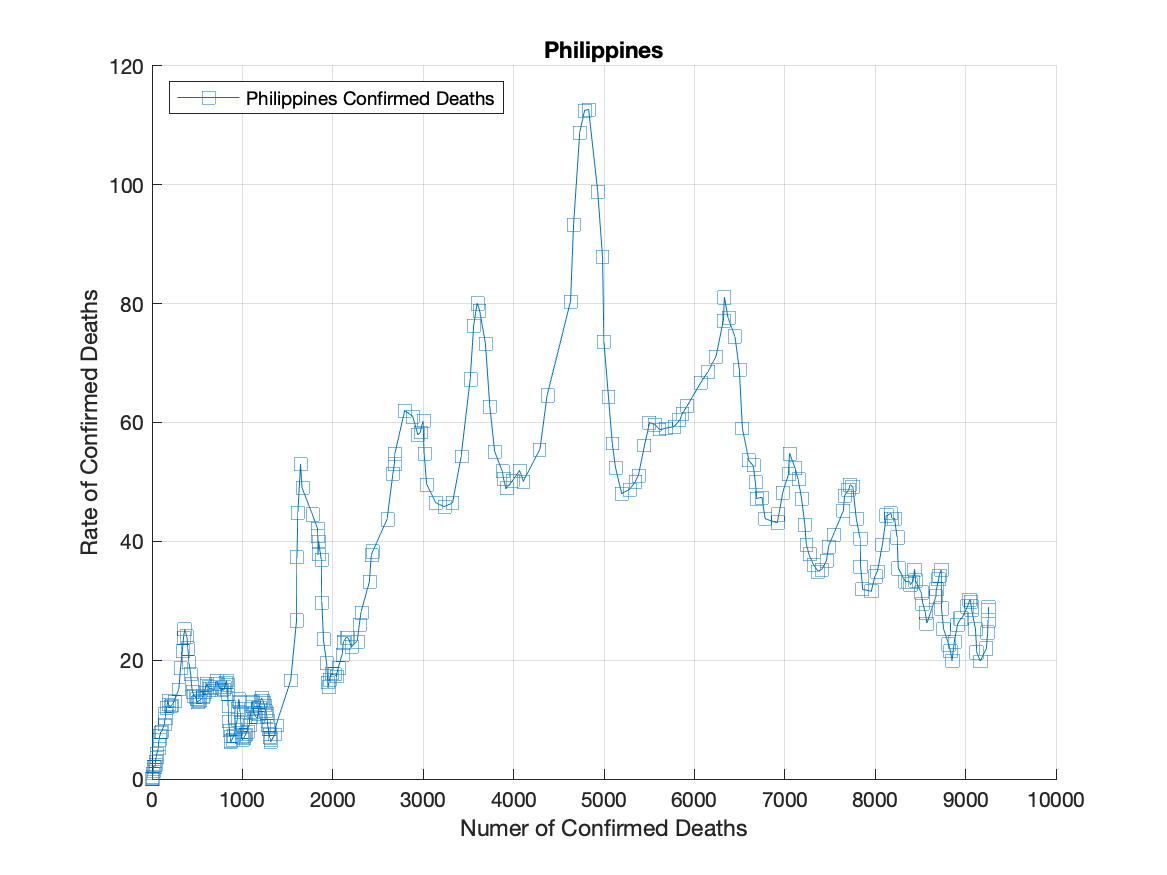 Philippines
Philippines Confirmed Deaths
120
100
80
60
40
20
0
Rate of Confirmed Deaths
0 1000 2000 3000 4000 5000 6000 7000 8000 9000 10000
Numer of Confirmed Deaths